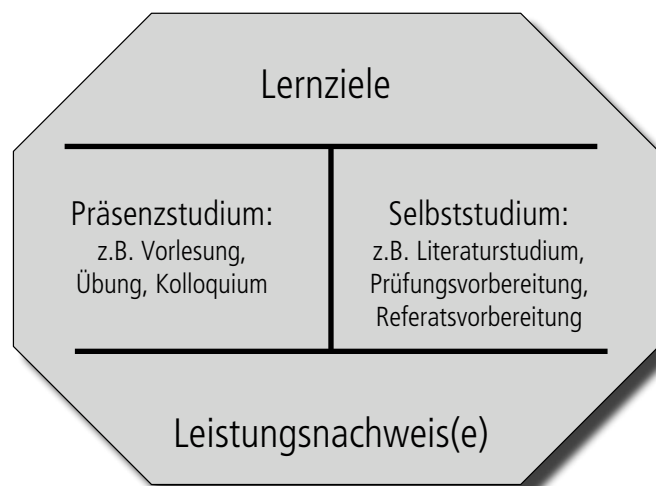 Lernziele
Präsenzstudium:
z.B. Vorlesung,
Übung, Kolloquium
Selbststudium:
z.B. Literaturstudium,
Prüfungsvorbereitung,
Referatsvorbereitung
Leistungsnachweis(e)